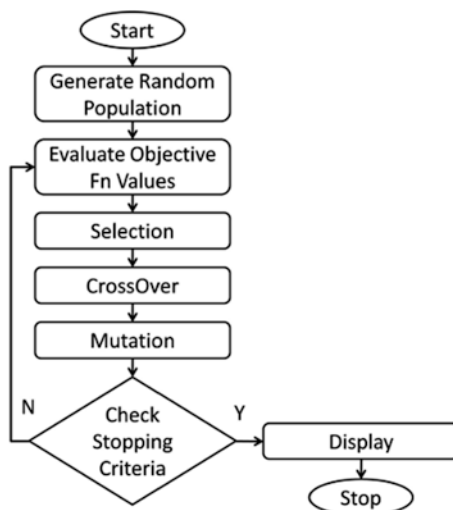 Start
Generate Random
Population
Evaluate Objective
Fn Values
Selection
CrossOver
Mutation
N
Check
Stopping
Criteria
Y
Display
Stop